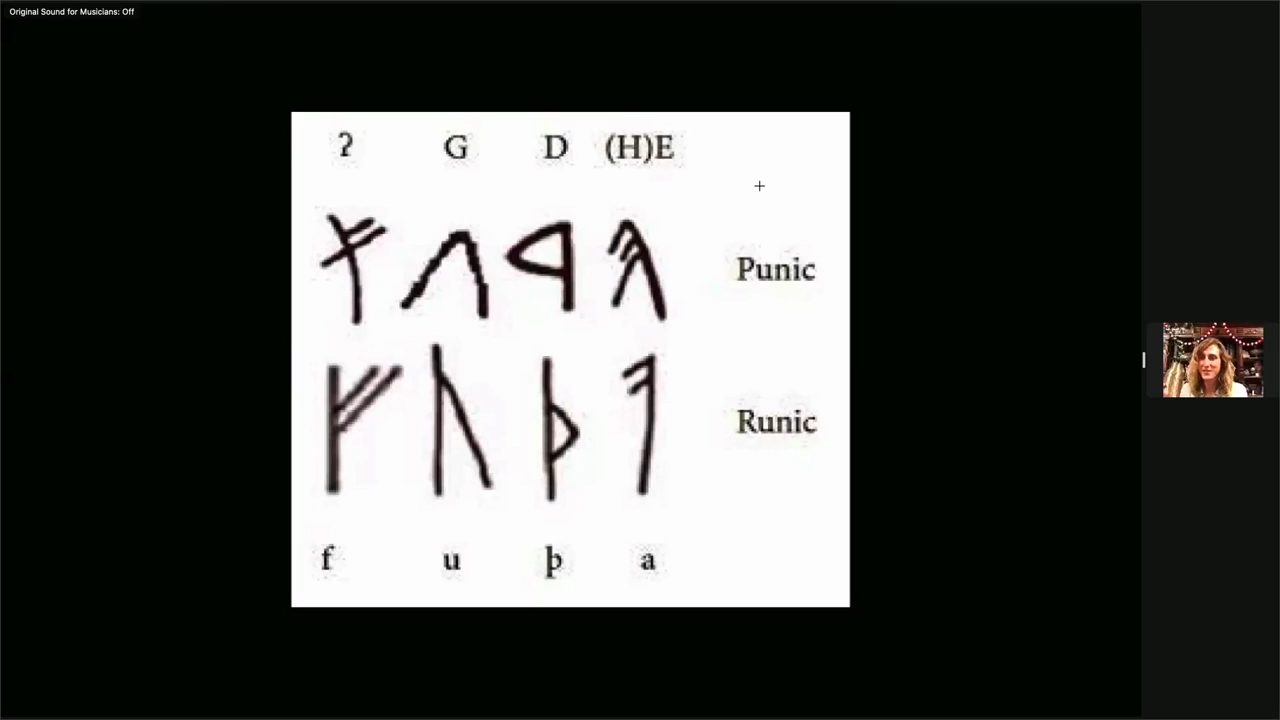 Original Sound for Musicians: Off
ʔ G D (H)E
𐤀 𐤂 𐤃 𐤄 Punic
ᚠ ᚢ ᚦ ᚨ Runic
f u þ a